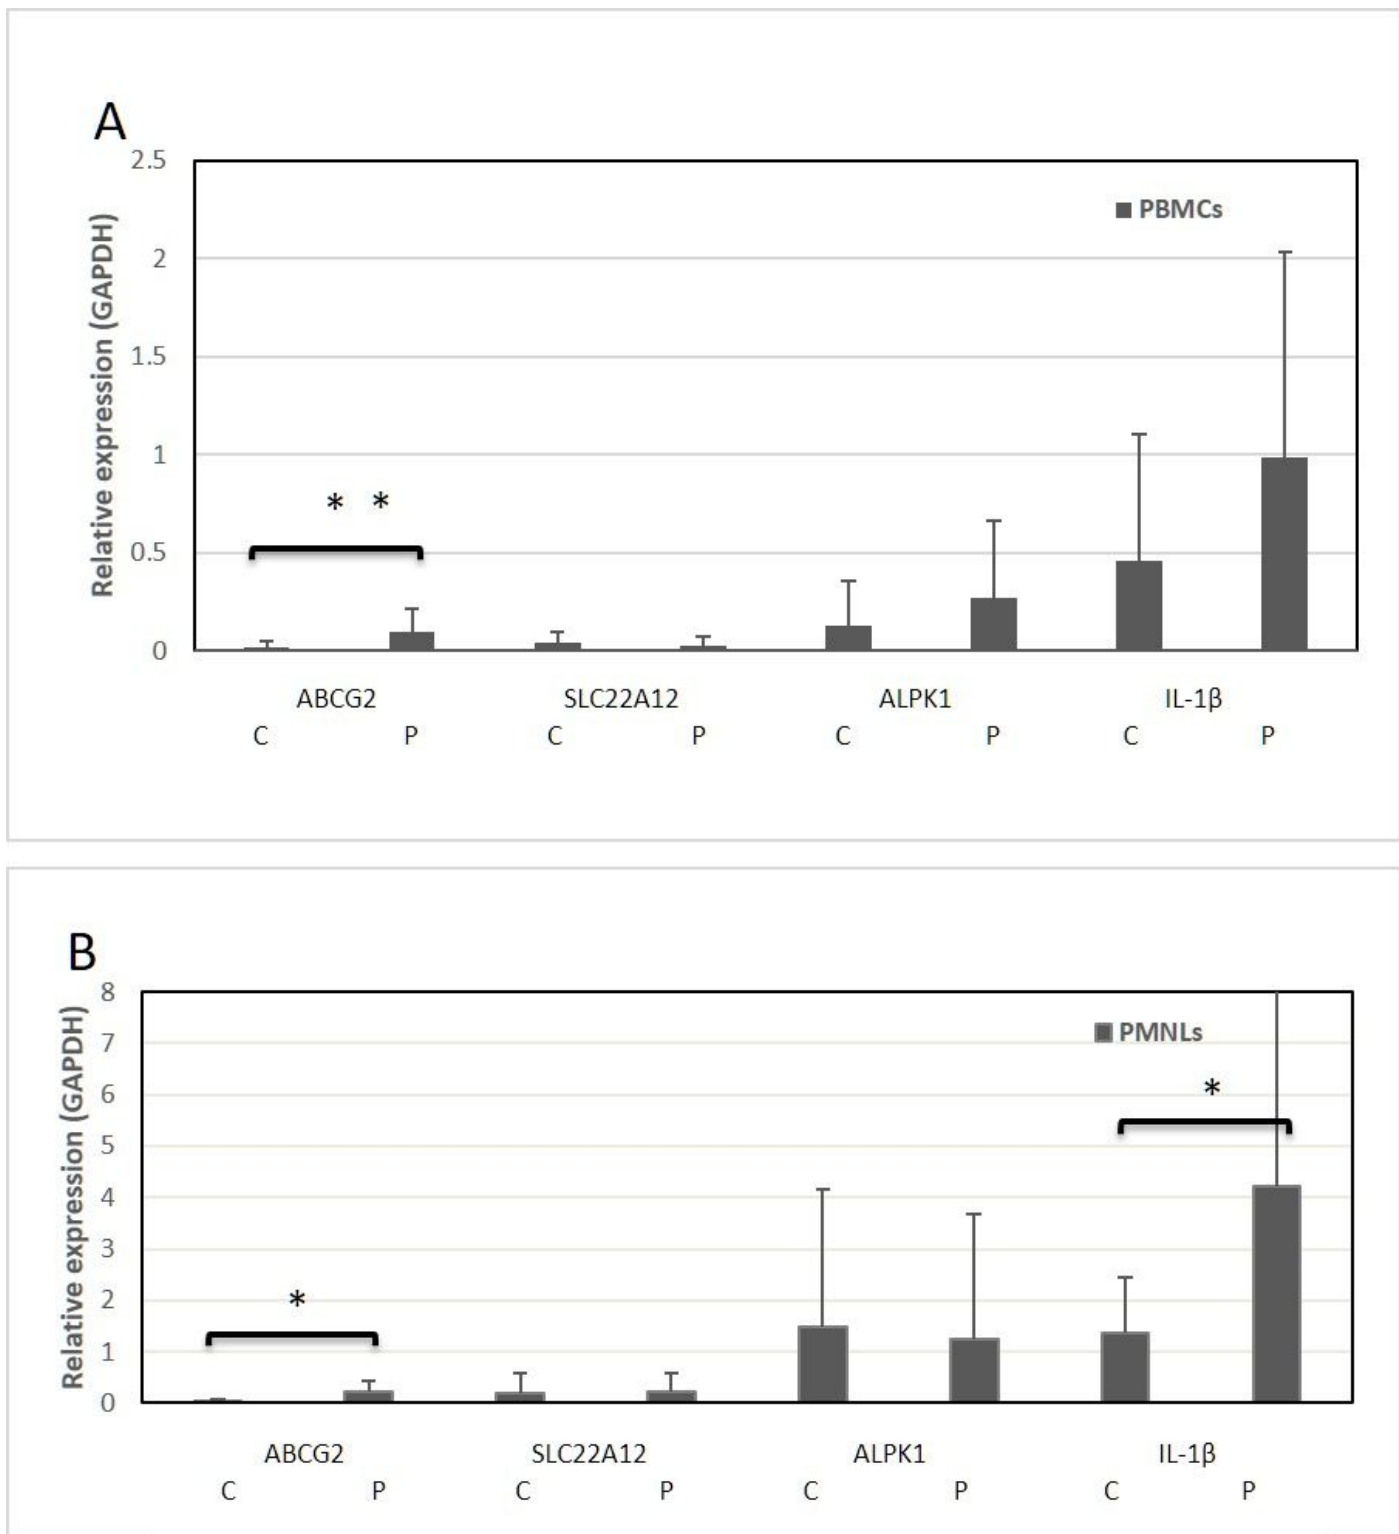 A
Relative expression (GAPDH)
2.5
2
1.5
1
0.5
0
PBMCs
* *
ABCG2 SLC22A12 ALPK1 IL-1β
C P C P C P C P
B
Relative expression (GAPDH)
8
7
6
5
4
3
2
1
0
PMNLs
*
*
ABCG2 SLC22A12 ALPK1 IL-1β
C P C P C P C P